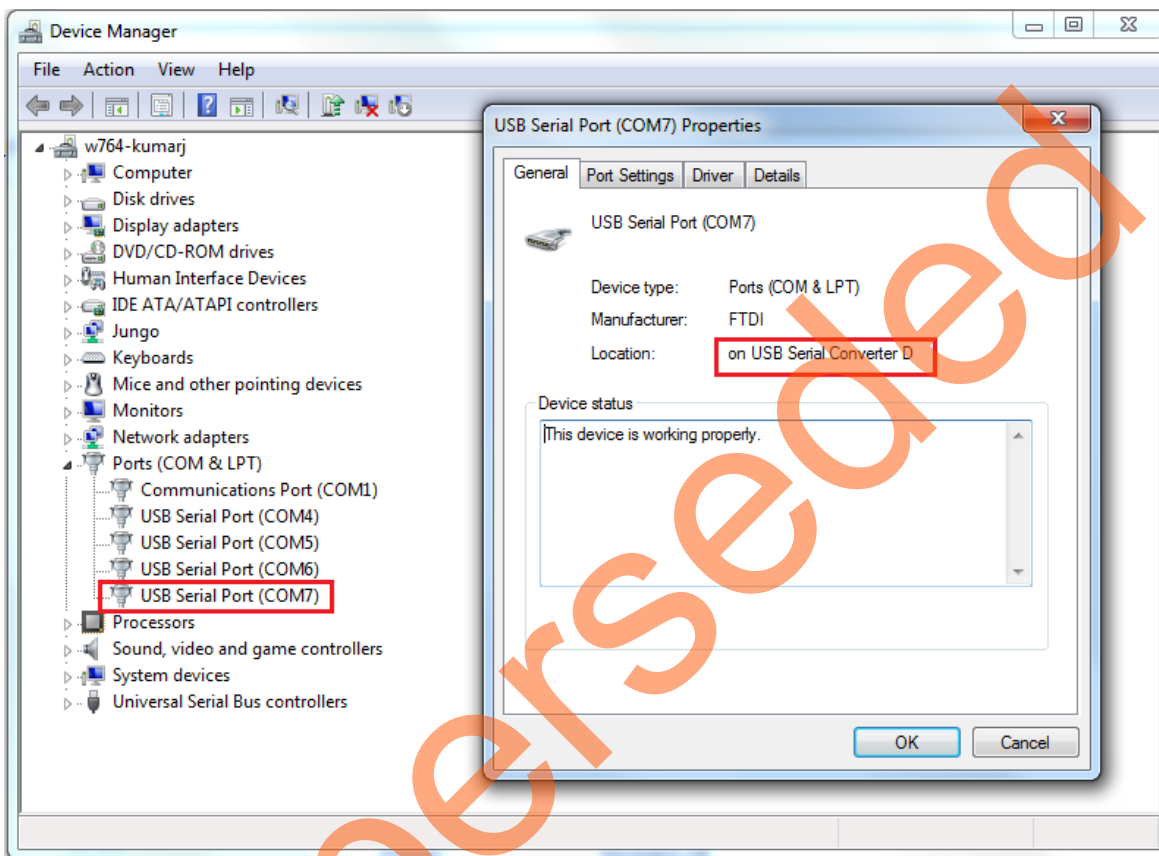 Device Manager
File Action View Help
w764-kumarj
Computer
Disk drives
Display adapters
DVD/CD-ROM drives
Human Interface Devices
IDE ATA/ATAPI controllers
Jungo
Keyboards
Mice and other pointing devices
Monitors
Network adapters
Ports (COM & LPT)
Communications Port (COM1)
USB Serial Port (COM4)
USB Serial Port (COM5)
USB Serial Port (COM6)
USB Serial Port (COM7)
Processors
Sound, video and game controllers
System devices
Universal Serial Bus controllers
USB Serial Port (COM7) Properties
General Port Settings Driver Details
USB Serial Port (COM7)
Device type: Ports (COM & LPT)
Manufacturer: FTDI
Location: on USB Serial Converter D
Device status
This device is working properly.
OK Cancel
perseded